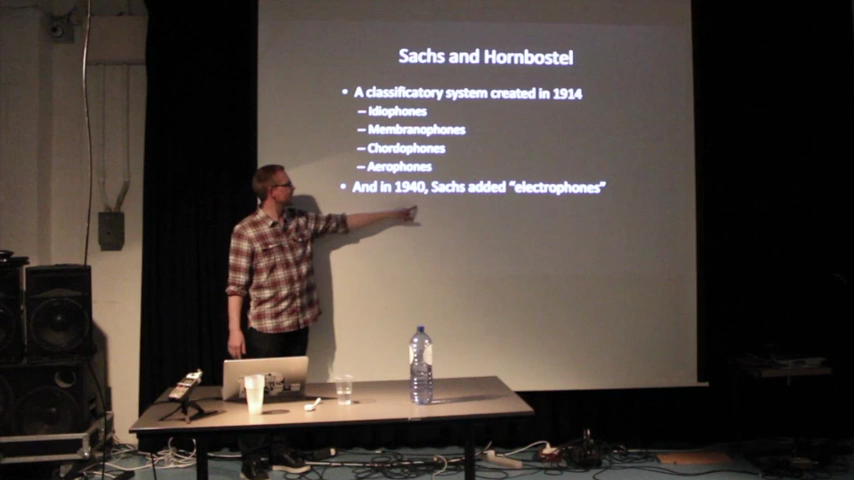 Sachs and Hornbostel
• A classificatory system created in 1914
– Idiophones
– Membranophones
– Chordophones
– Aerophones
• And in 1940, Sachs added “electrophones”